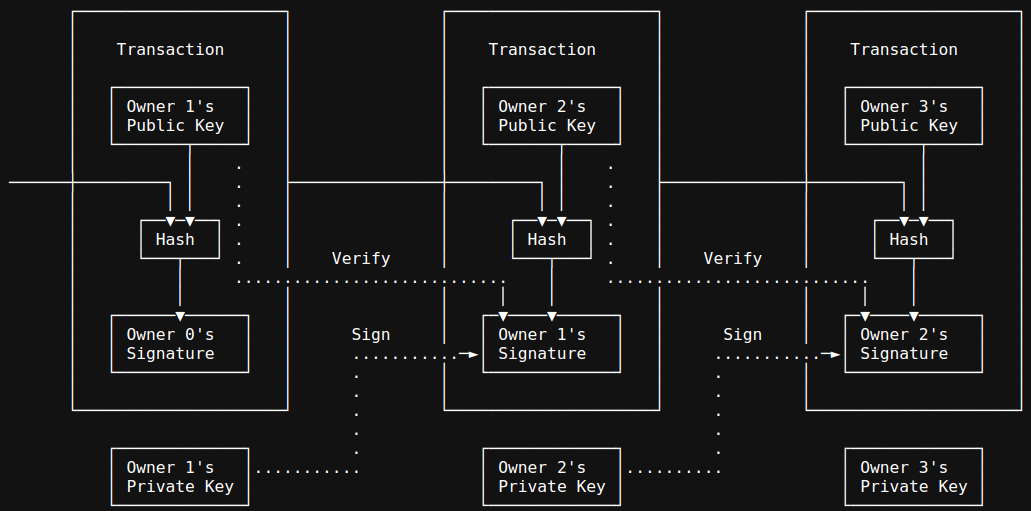 Transaction Transaction Transaction
Owner 1's Owner 2's Owner 3's
Public Key Public Key Public Key
Hash Hash Hash
Verify Verify
Owner 0's Sign Owner 1's Sign Owner 2's
Signature Signature Signature
Owner 1's Owner 2's Owner 3's
Private Key Private Key Private Key